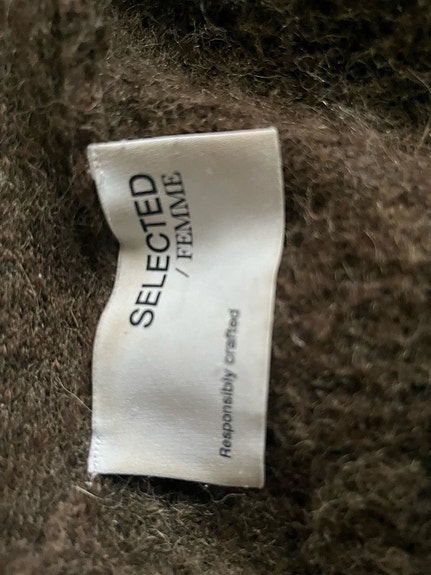 SELECTED
/ FEMME
Responsibly crafted